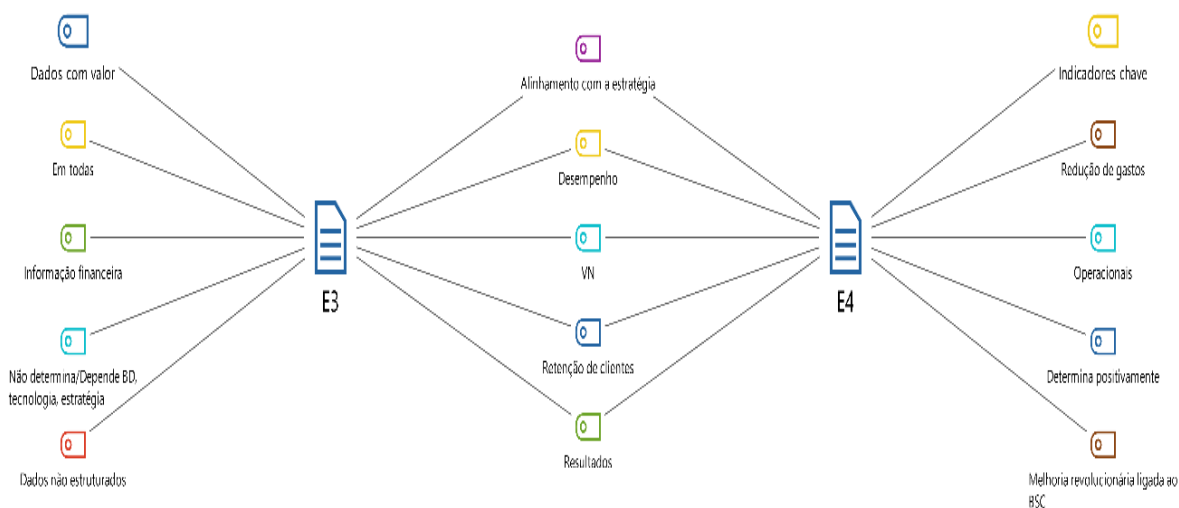 Dados com valor
Em todas
Informação financeira
Não determina/Depende BD,
tecnologia, estratégia
Dados não estruturados
E3
Alinhamento com a estratégia
Desempenho
VN
Retenção de clientes
Resultados
E4
Indicadores chave
Redução de gastos
Operacionais
Determina positivamente
Melhoria revolucionária ligada ao
BSC